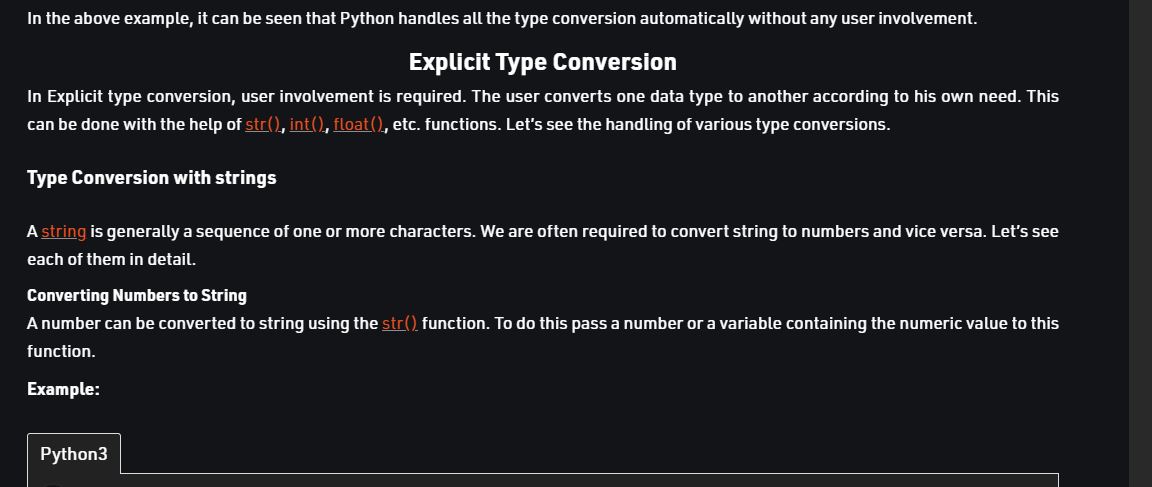 In the above example, it can be seen that Python handles all the type conversion automatically without any user involvement.
Explicit Type Conversion
In Explicit type conversion, user involvement is required. The user converts one data type to another according to his own need. This
can be done with the help of str(), int(), float(), etc. functions. Let's see the handling of various type conversions.
Type Conversion with strings
A string is generally a sequence of one or more characters. We are often required to convert string to numbers and vice versa. Let's see
each of them in detail.
Converting Numbers to String
A number can be converted to string using the str() function. To do this pass a number or a variable containing the numeric value to this
function.
Example:
Python3